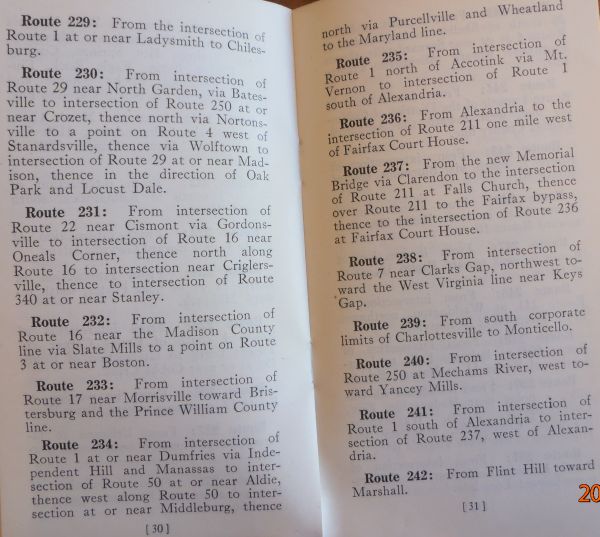 Route 229: From the intersection of
Route 1 at or near Ladysmith to Chiles-
burg.
Route 230: From intersection of
Route 29 near North Garden, via Bates-
ville to intersection of Route 250 at or
near Crozet, thence north via Nortons-
ville to a point on Route 4 west of
Stanardsville, thence via Wolftown to
intersection of Route 29 at or near Mad-
ison, thence in the direction of Oak
Park and Locust Dale.
Route 231: From intersection of
Route 22 near Cismont via Gordons-
ville to intersection of Route 16 near
Oneals Corner, thence north along
Route 16 to intersection near Criglers-
ville, thence to intersection of Route
340 at or near Stanley.
Route 232: From intersection of
Route 16 near the Madison County
line via Slate Mills to a point on Route
3 at or near Boston.
Route 233: From intersection of
Route 17 near Morrisville toward Bris-
tersburg and the Prince William County
line.
Route 234: From intersection of
Route 1 at or near Dumfries via Inde-
pendent Hill and Manassas to inter-
section of Route 50 at or near Aldie,
thence west along Route 50 to inter-
section at or near Middleburg, thence
[ 30 ]
north via Purcellville and Wheatland
to the Maryland line.
Route 235: From intersection of
Route 1 north of Accotink via Mt.
Vernon to intersection of Route 1
south of Alexandria.
Route 236: From Alexandria to the
intersection of Route 211 one mile west
of Fairfax Court House.
Route 237: From the new Memorial
Bridge via Clarendon to the intersection
of Route 211 at Falls Church, thence
over Route 211 to the Fairfax bypass,
thence to the intersection of Route 236
at Fairfax Court House.
Route 238: From intersection of
Route 7 near Clarks Gap, northwest to-
ward the West Virginia line near Keys
Gap.
Route 239: From south corporate
limits of Charlottesville to Monticello.
Route 240: From intersection of
Route 250 at Mechams River, west to-
ward Yancey Mills.
Route 241: From intersection of
Route 1 south of Alexandria to inter-
section of Route 237, west of Alexan-
dria.
Route 242: From Flint Hill toward
Marshall.
[ 31 ]
20